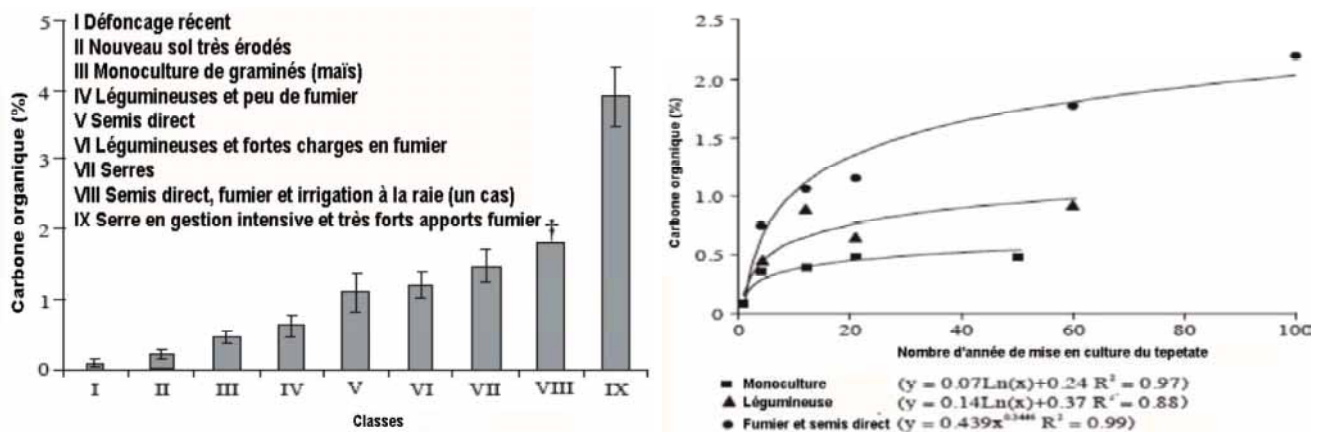 5
4
3
2
1
0
Carbone organique (%)
I Défonçage récent
II Nouveau sol très érodés
III Monoculture de graminés (maïs)
IV Légumineuses et peu de fumier
V Semis direct
VI Légumineuses et fortes charges en fumier
VII Serres
VIII Semis direct, fumier et irrigation à la raie (un cas)
IX Serre en gestion intensive et très forts apports fumier
I II III IV V VI VII VIII IX
Classes
2.5
2.0
1.5
1.0
0.5
0
Carbone organique (%)
0 20 40 60 80 100
Nombre d'année de mise en culture du tepetate
Monoculture (y = 0.07Ln(x)+0.24 R² = 0.97)
Légumineuse (y = 0.14Ln(x)+0.37 R² = 0.88)
Fumier et semis direct (y = 0.439x R² = 0.99)